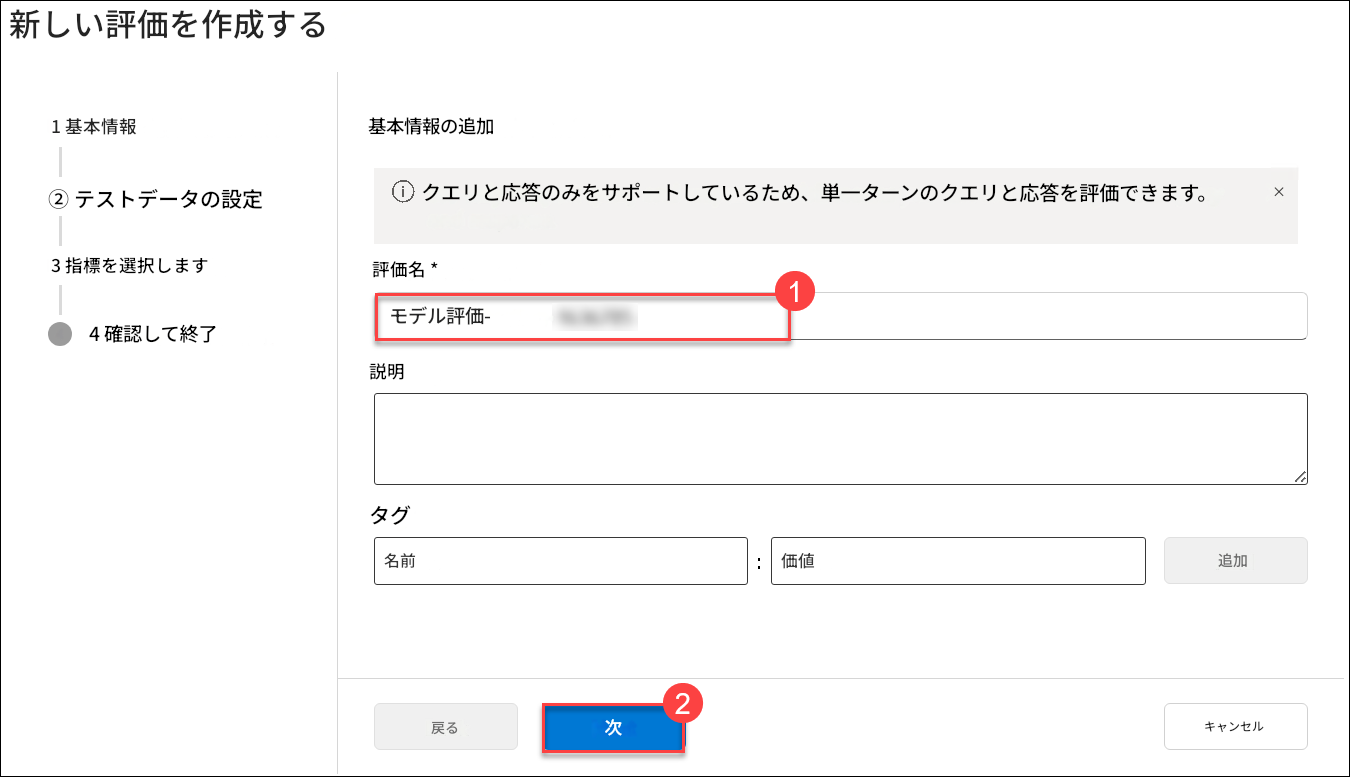 新しい評価を作成する
1 基本情報
② テストデータの設定
3 指標を選択します
4 確認して終了
基本情報の追加
クエリと応答のみをサポートしているため、単一ターンのクエリと応答を評価できます。
評価名 *
1
モデル評価-
説明
タグ
名前 : 価値 追加
2
戻る 次 キャンセル